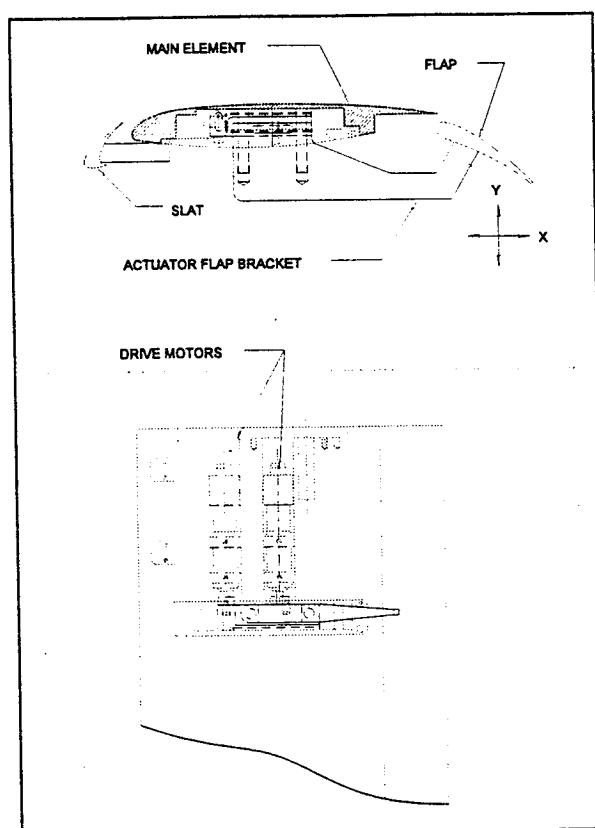 MAIN ELEMENT
FLAP
SLAT
Y
X
ACTUATOR FLAP BRACKET
DRIVE MOTORS